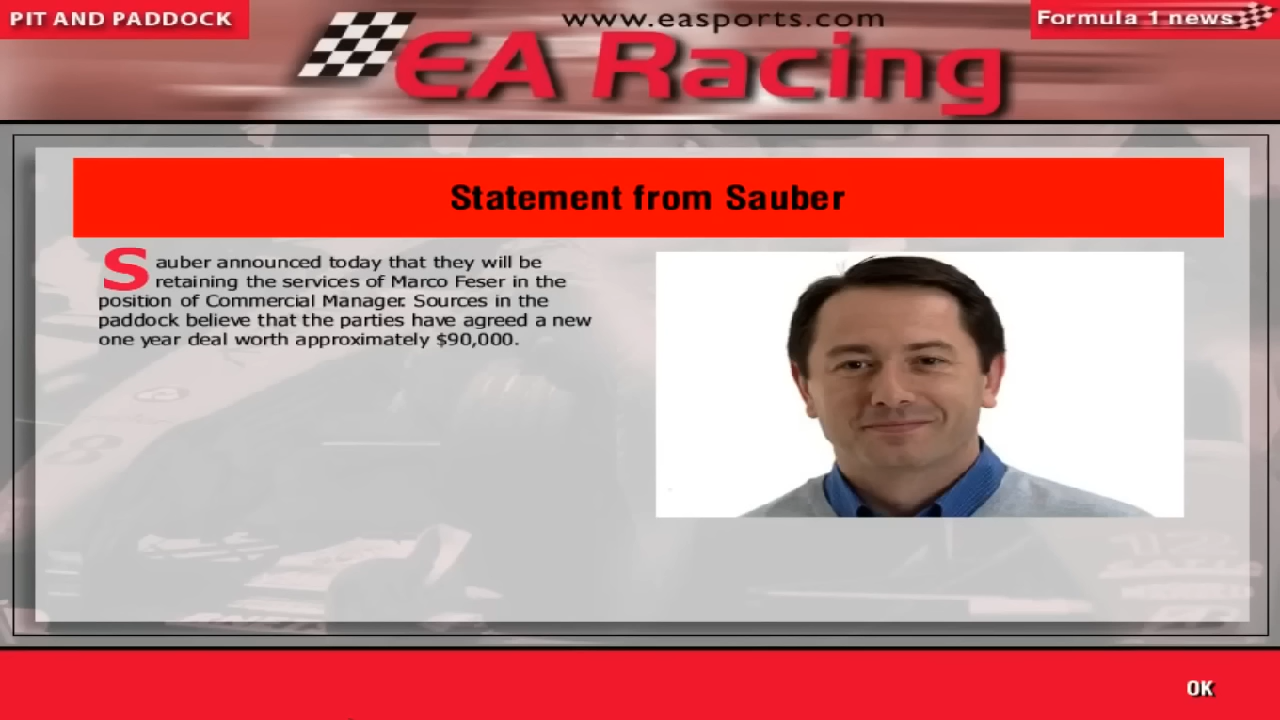 PIT AND PADDOCK
www.easports.com
Formula 1 news
EA Racing
Statement from Sauber
Sauber announced today that they will be
retaining the services of Marco Feser in the
position of Commercial Manager. Sources in the
paddock believe that the parties have agreed a new
one year deal worth approximately $90,000.
8
OK